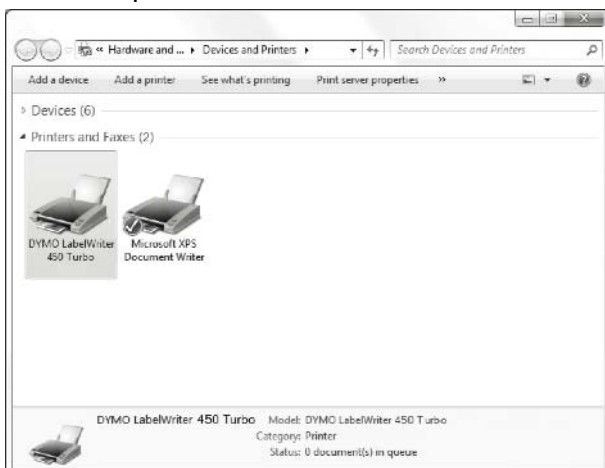 « Hardware and ... ▸ Devices and Printers ▸ Search Devices and Printers
Add a device Add a printer See what's printing Print server properties »
Devices (6)
Printers and Faxes (2)
DYMO LabelWriter 450 Turbo
Microsoft XPS Document Writer
DYMO LabelWriter 450 Turbo Model: DYMO LabelWriter 450 Turbo
Category: Printer
Status: 0 document(s) in queue